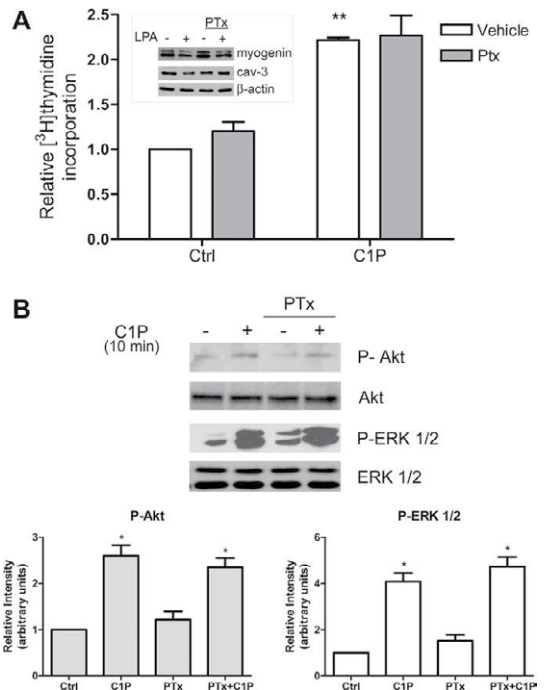 A
Relative [³H]thymidine
incorporation
2.5
2.0
1.5
1.0
0.5
0.0
PTx
LPA - + - +
myogenin
cav-3
β-actin
**
Vehicle
Ptx
Ctrl C1P
B
PTx
C1P - + - +
(10 min)
P- Akt
Akt
P-ERK 1/2
ERK 1/2
P-Akt
Relative Intensity
(arbitrary units)
3
2
1
0
* *
Ctrl C1P PTx PTx+C1P
P-ERK 1/2
Relative Intensity
(arbitrary units)
6
4
2
0
* *
Ctrl C1P PTx PTx+C1P